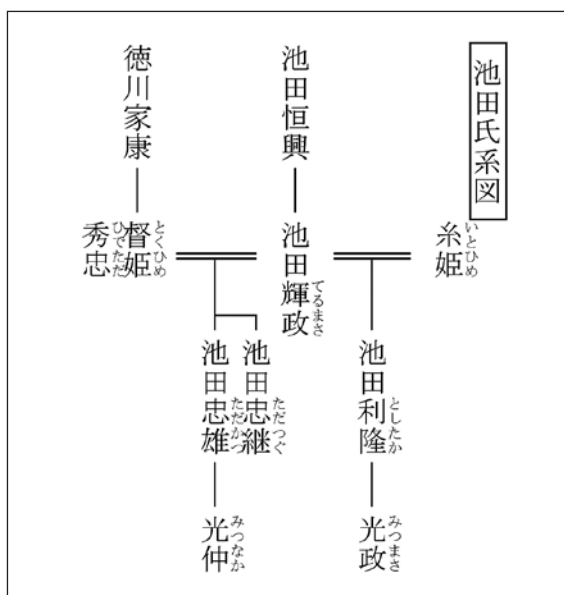 池田氏系図
糸姫
いとひめ
池田恒興
池田輝政
てるまさ
徳川家康
督姫
とくひめ
秀忠
ひでただ
池田利隆
としたか
光政
みつまさ
池田忠継
ただつぐ
池田忠雄
ただかつ
光仲
みつなか